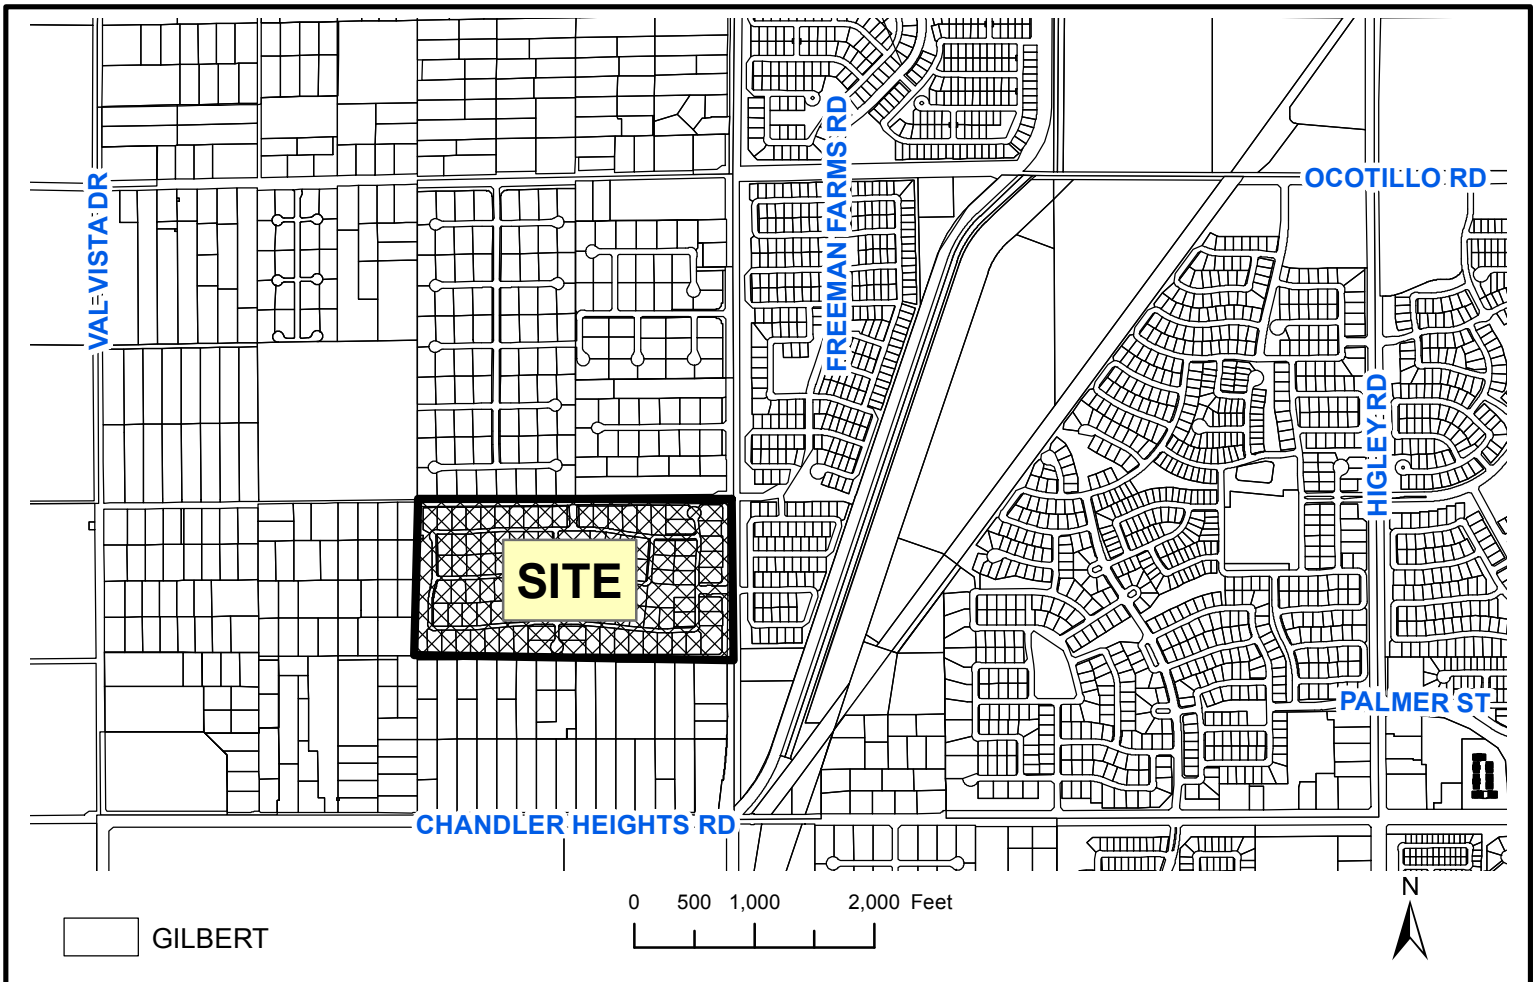 OCOTILLO RD
VAL VISTA DR
FREEMAN FARMS RD
HIGLEY RD
SITE
PALMER ST
CHANDLER HEIGHTS RD
0 500 1,000 2,000 Feet
N
GILBERT